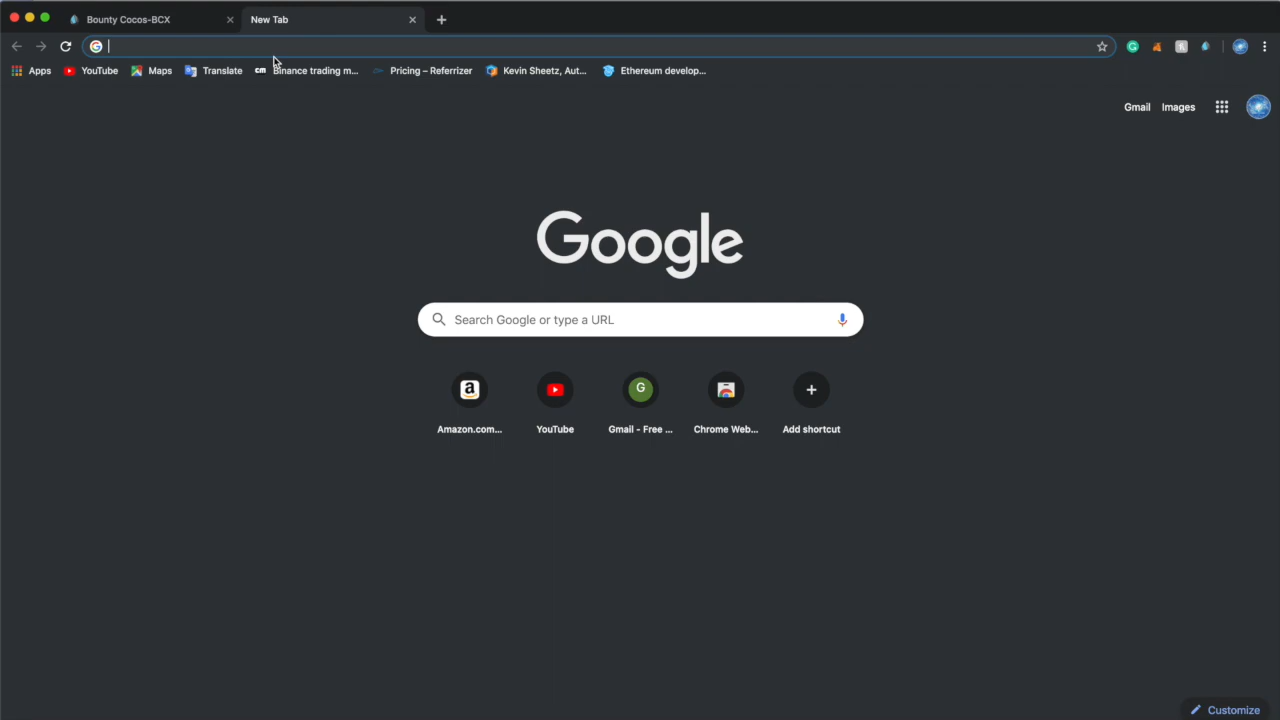 Bounty Cocos-BCX
New Tab
Apps
YouTube
Maps
Translate
cm Binance trading m...
Pricing – Referrizer
Kevin Sheetz, Aut...
Ethereum develop...
Gmail
Images
Google
Search Google or type a URL
a
G
Amazon.com...
YouTube
Gmail - Free ...
Chrome Web...
Add shortcut
Customize